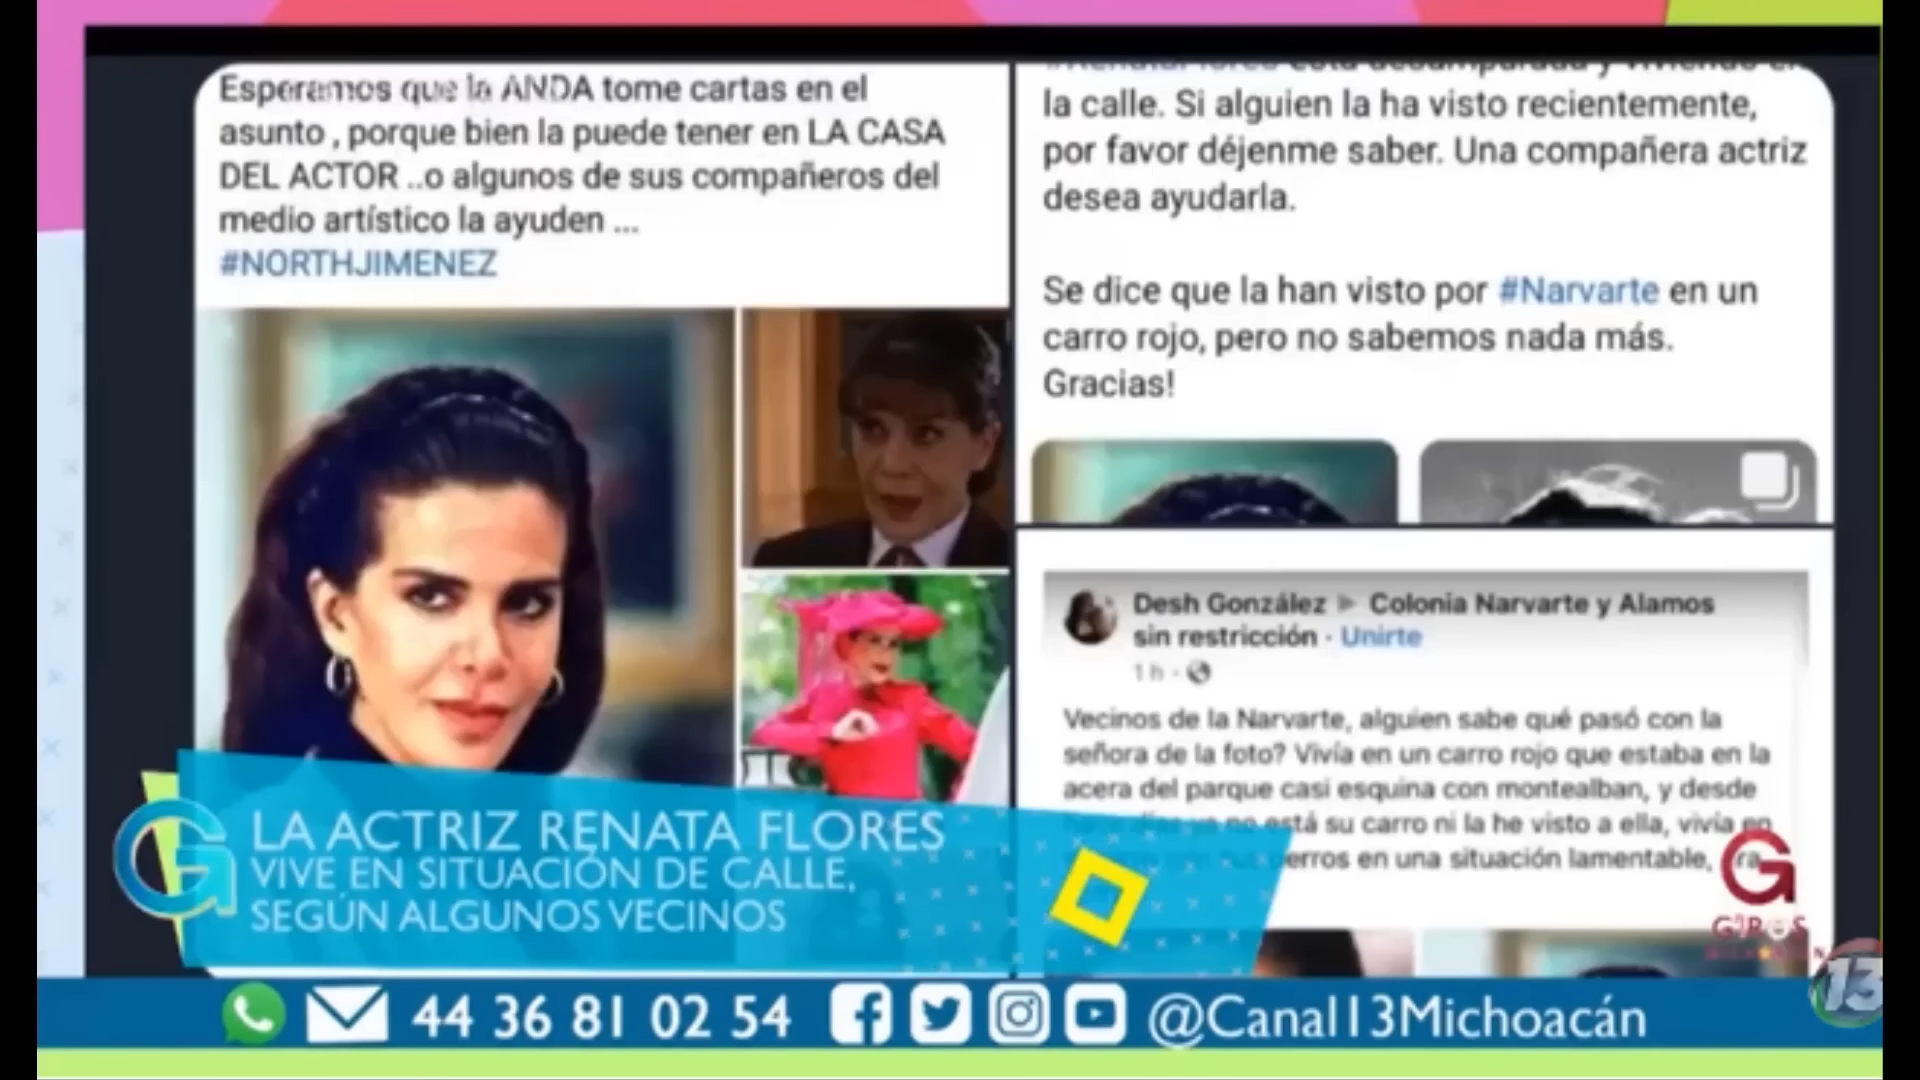 Esperamos que la ANDA tome cartas en el
asunto , porque bien la puede tener en LA CASA
DEL ACTOR ..o algunos de sus compañeros del
medio artístico la ayuden ...
#NORTHJIMENEZ
la calle. Si alguien la ha visto recientemente,
por favor déjenme saber. Una compañera actriz
desea ayudarla.
Se dice que la han visto por #Narvarte en un
carro rojo, pero no sabemos nada más.
Gracias!
Desh González ▶ Colonia Narvarte y Alamos
sin restricción · Unirte
1 h ·
Vecinos de la Narvarte, alguien sabe qué pasó con la
señora de la foto? Vivía en un carro rojo que estaba en la
acera del parque casi esquina con montealban, y desde
está su carro ni la he visto a ella, vivía en
perros en una situación lamentable,
LA ACTRIZ RENATA FLORES
VIVE EN SITUACIÓN DE CALLE,
SEGÚN ALGUNOS VECINOS
G
G
GIROS
13
44 36 81 02 54 @Canal13Michoacán